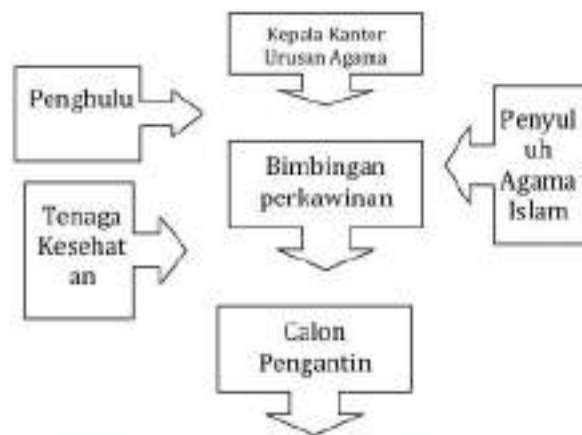 Kepala Kantor
Urusan Agama
Penghulu
Penyul
uh
Agama
Islam
Bimbingan
perkawinan
Tenaga
Kesehat
an
Calon
Pengantin